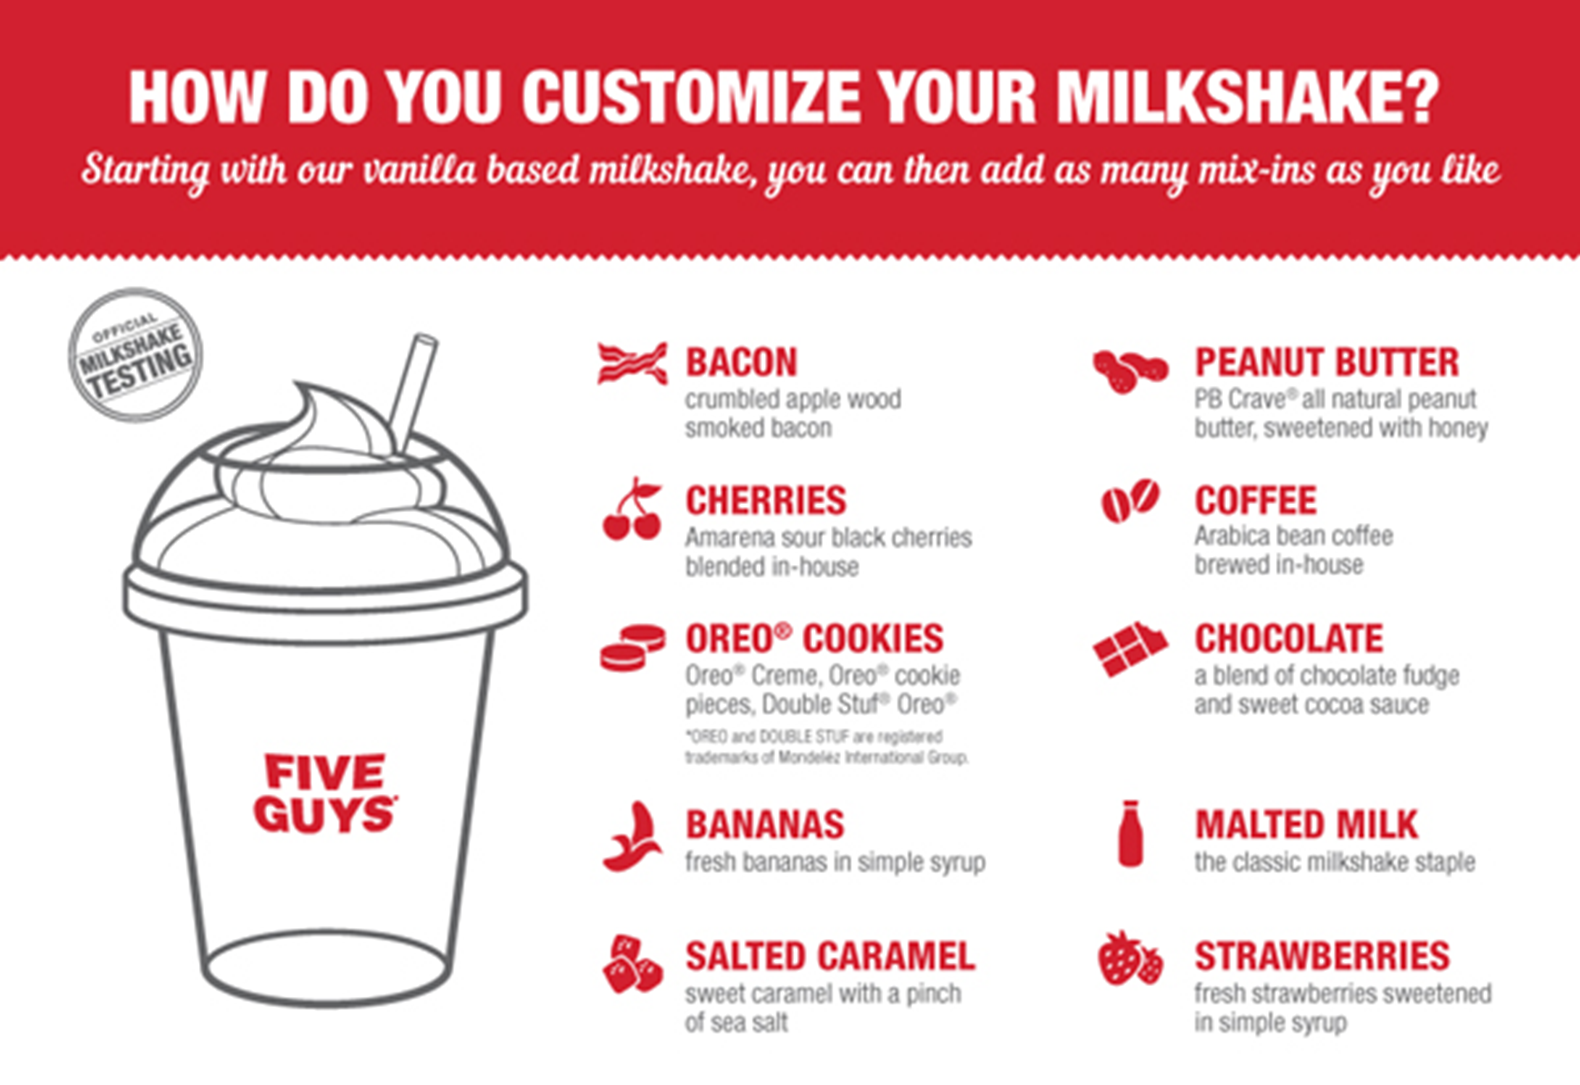 HOW DO YOU CUSTOMIZE YOUR MILKSHAKE?
Starting with our vanilla based milkshake, you can then add as many mix-ins as you like
OFFICIAL
MILKSHAKE
TESTING
FIVE
GUYS®
BACON
crumbled apple wood
smoked bacon
CHERRIES
Amarena sour black cherries
blended in-house
OREO® COOKIES
Oreo® Creme, Oreo® cookie
pieces, Double Stuf® Oreo®
*OREO and DOUBLE STUF are registered
trademarks of Mondeléz International Group.
BANANAS
fresh bananas in simple syrup
SALTED CARAMEL
sweet caramel with a pinch
of sea salt
PEANUT BUTTER
PB Crave® all natural peanut
butter, sweetened with honey
COFFEE
Arabica bean coffee
brewed in-house
CHOCOLATE
a blend of chocolate fudge
and sweet cocoa sauce
MALTED MILK
the classic milkshake staple
STRAWBERRIES
fresh strawberries sweetened
in simple syrup